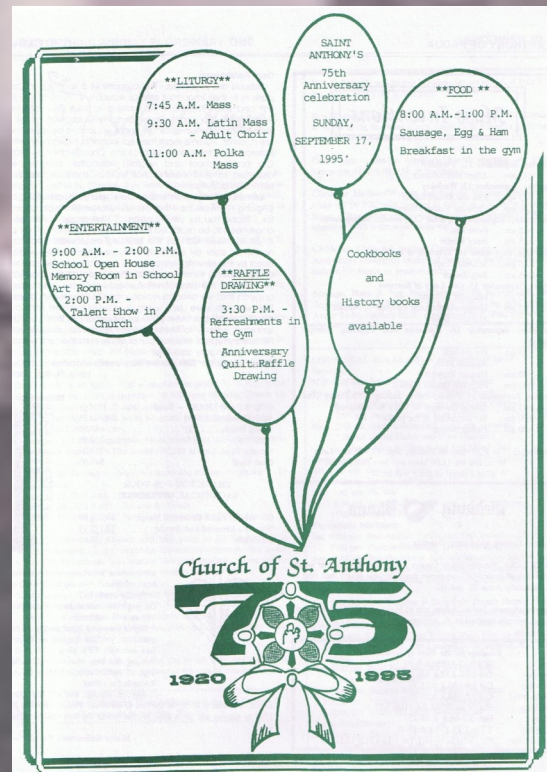 SAINT
ANTHONY'S
75th
Anniversary
celebration
SUNDAY,
SEPTEMBER 17,
1995
**LITURGY**
7:45 A.M. Mass
9:30 A.M. Latin Mass
- Adult Choir
11:00 A.M. Polka
Mass
**FOOD **
8:00 A.M.-1:00 P.M.
Sausage, Egg & Ham
Breakfast in the gym
**ENTERTAINMENT**
9:00 A.M. - 2:00 P.M.
School Open House
Memory Room in School
Art Room
2:00 P.M. -
Talent Show in
Church
**RAFFLE
DRAWING**
3:30 P.M. -
Refreshments in
the Gym
Anniversary
Quilt Raffle
Drawing
Cookbooks
and
History books
available
Church of St. Anthony
75
1920 1995